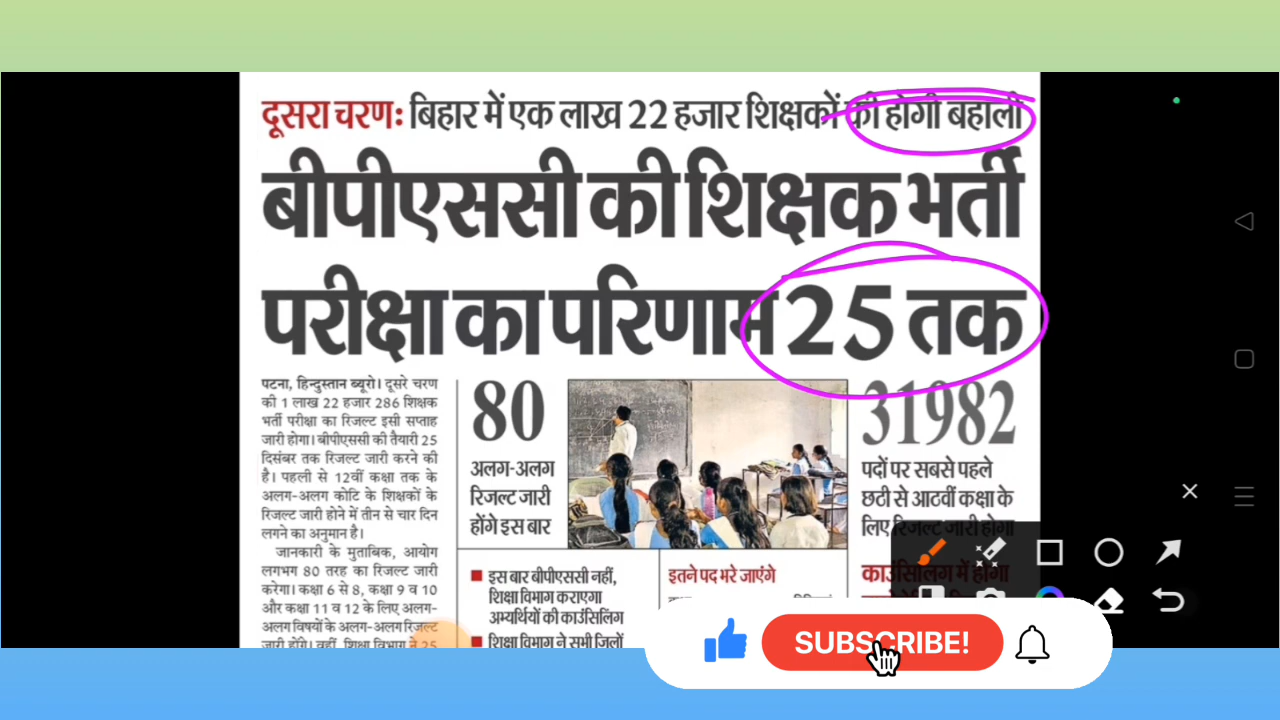 दूसरा चरण: बिहार में एक लाख 22 हजार शिक्षकों की होगी बहाली
बीपीएससी की शिक्षक भर्ती
परीक्षा का परिणाम 25 तक
पटना, हिन्दुस्तान ब्यूरो। दूसरे चरण
की 1 लाख 22 हजार 286 शिक्षक
भर्ती परीक्षा का रिजल्ट इसी सप्ताह
जारी होगा। बीपीएससी की तैयारी 25
दिसंबर तक रिजल्ट जारी करने की
है। पहली से 12वीं कक्षा तक के
अलग-अलग कोटि के शिक्षकों के
रिजल्ट जारी होने में तीन से चार दिन
लगने का अनुमान है।
जानकारी के मुताबिक, आयोग
लगभग 80 तरह का रिजल्ट जारी
करेगा। कक्षा 6 से 8, कक्षा 9 व 10
और कक्षा 11 व 12 के लिए अलग-
अलग विषयों के अलग-अलग रिजल्ट
जारी होंगे। वहीं, शिक्षा विभाग ने 25
80
अलग-अलग
रिजल्ट जारी
होंगे इस बार
31982
पदों पर सबसे पहले
छठी से आठवीं कक्षा के
लिए रिजल्ट जारी होगा
इस बार बीपीएससी नहीं,
शिक्षा विभाग कराएगा
अभ्यर्थियों की काउंसिलिंग
शिक्षा विभाग ने सभी जिलों
इतने पद भरे जाएंगे
काउंसिलिंग में होगा
SUBSCRIBE!